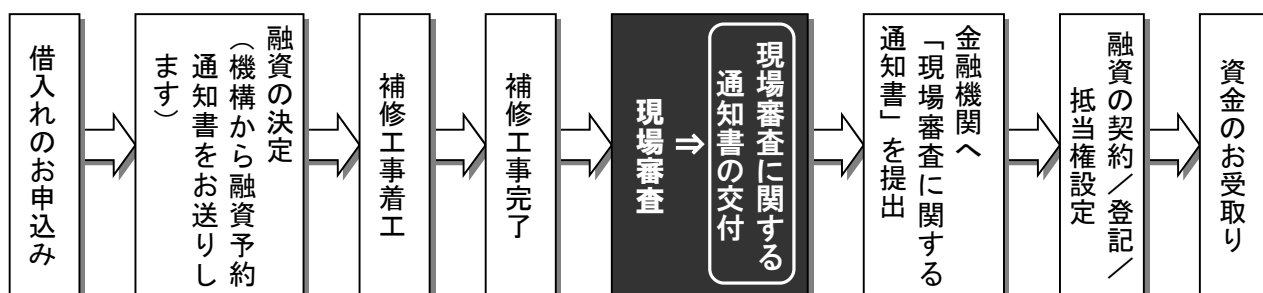 借入れのお申込み
融資の決定
（機構から融資予約
通知書をお送りし
ます）
補修工事着工
補修工事完了
現場審査
⇒
現場審査に関する
通知書の交付
金融機関へ
「現場審査に関する
通知書」を提出
融資の契約／登記／
抵当権設定
資金のお受取り